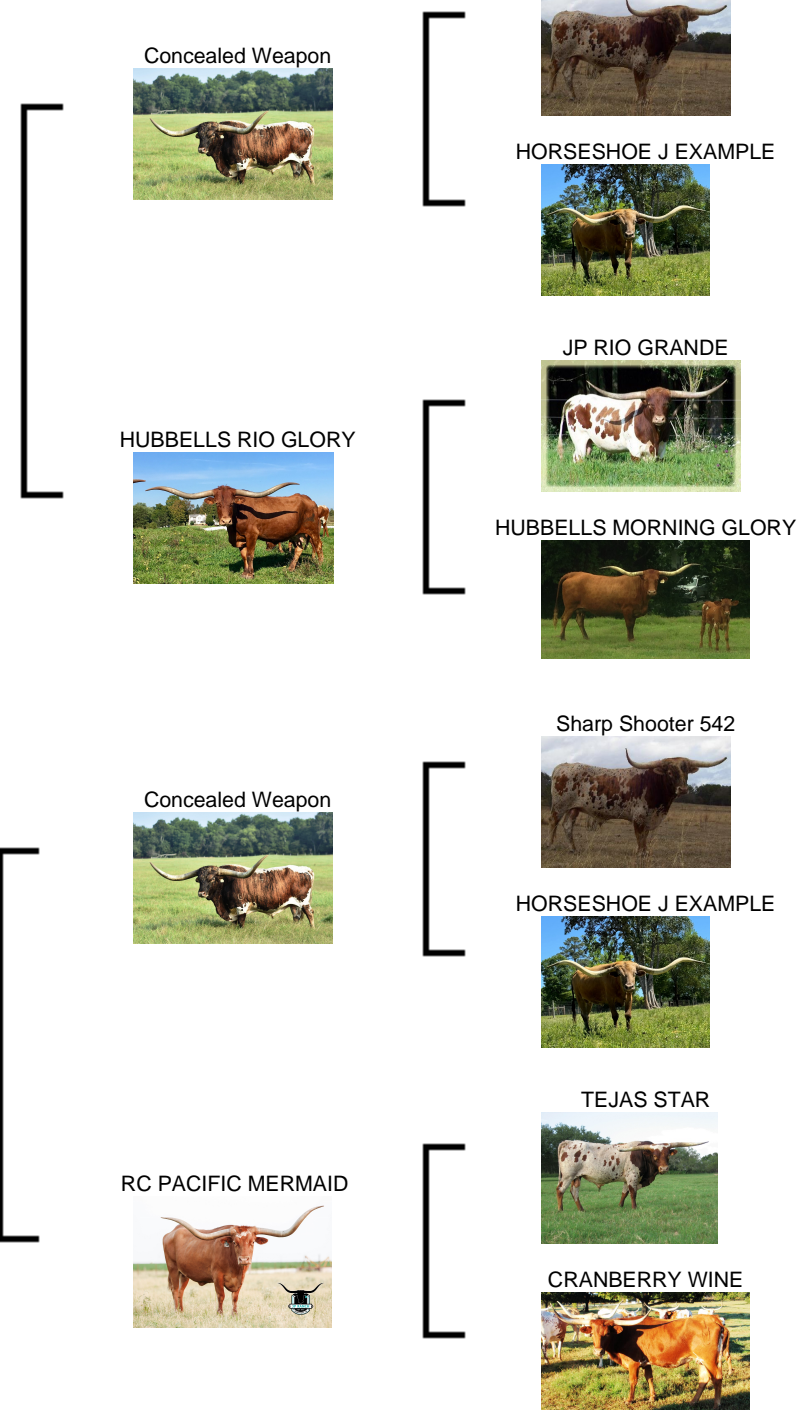 Concealed Weapon
HORSESHOE J EXAMPLE
JP RIO GRANDE
HUBBELLS RIO GLORY
HUBBELLS MORNING GLORY
Sharp Shooter 542
Concealed Weapon
HORSESHOE J EXAMPLE
TEJAS STAR
RC PACIFIC MERMAID
CRANBERRY WINE